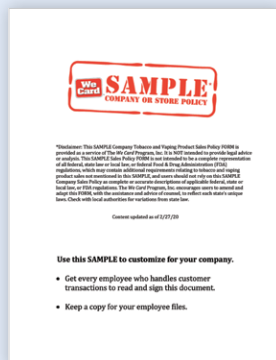 We Card SAMPLE
COMPANY OR STORE POLICY
*Disclaimer: This SAMPLE Company Tobacco and Vaping Product Sales Policy FORM is
provided as a service of The We Card Program, Inc. It is NOT intended to provide legal advice
or analysis. This SAMPLE Sales Policy FORM is not intended to be a complete representation
of all federal, state law or local law, or federal Food & Drug Administration (FDA)
regulations, which may contain additional requirements relating to tobacco and vaping
product sales not mentioned in this SAMPLE, and users should not rely on this SAMPLE
Company Sales Policy as complete or accurate descriptions of applicable federal, state or
local law, or FDA regulations. The We Card Program, Inc. encourages users to amend and
adapt this FORM, with the assistance and advice of counsel, to reflect such state's unique
laws. Check with local authorities for variations from state law.
Content updated as of 2/27/20
Use this SAMPLE to customize for your company.
• Get every employee who handles customer
transactions to read and sign this document.
• Keep a copy for your employee files.